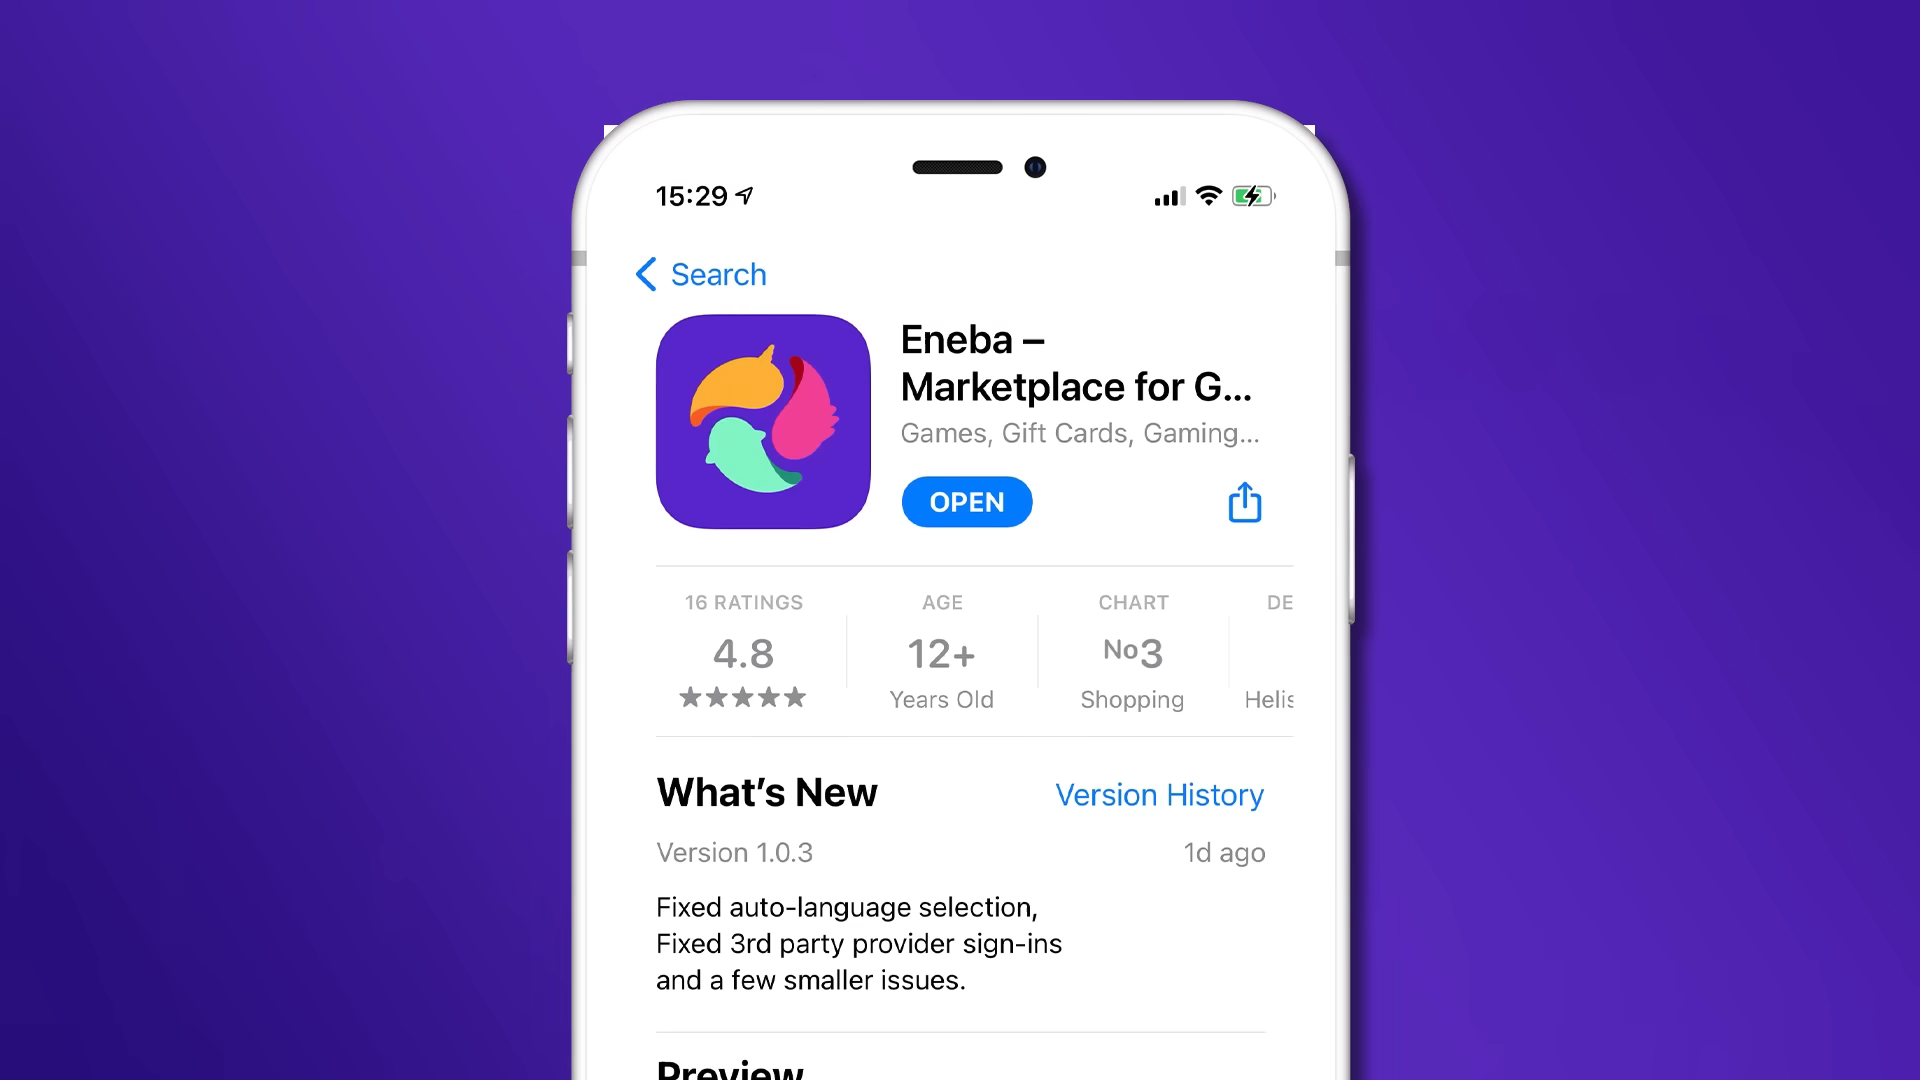 15:29
Search
Eneba –
Marketplace for G...
Games, Gift Cards, Gaming...
OPEN
16 RATINGS
AGE
CHART
DE
4.8
12+
No3
Years Old
Shopping
Helis
What's New
Version History
Version 1.0.3
1d ago
Fixed auto-language selection,
Fixed 3rd party provider sign-ins
and a few smaller issues.
Preview